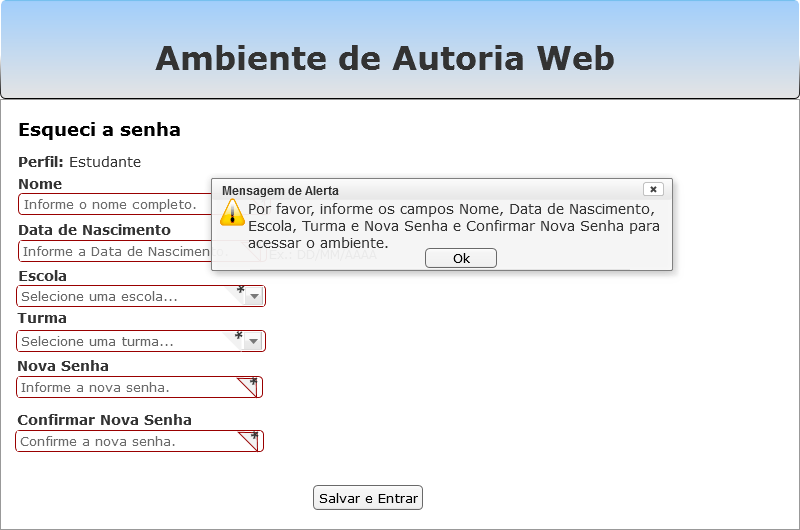 Ambiente de Autoria Web
Esqueci a senha
Perfil: Estudante
Nome
Informe o nome completo.
Mensagem de Alerta
Por favor, informe os campos Nome, Data de Nascimento,
Escola, Turma e Nova Senha e Confirmar Nova Senha para
acessar o ambiente.
Ok
Data de Nascimento
Informe a Data de Nascimento.
Ex.: DD/MM/AAAA
Escola
Selecione uma escola... *
Turma
Selecione uma turma... *
Nova Senha
Informe a nova senha. *
Confirmar Nova Senha
Confirme a nova senha. *
Salvar e Entrar